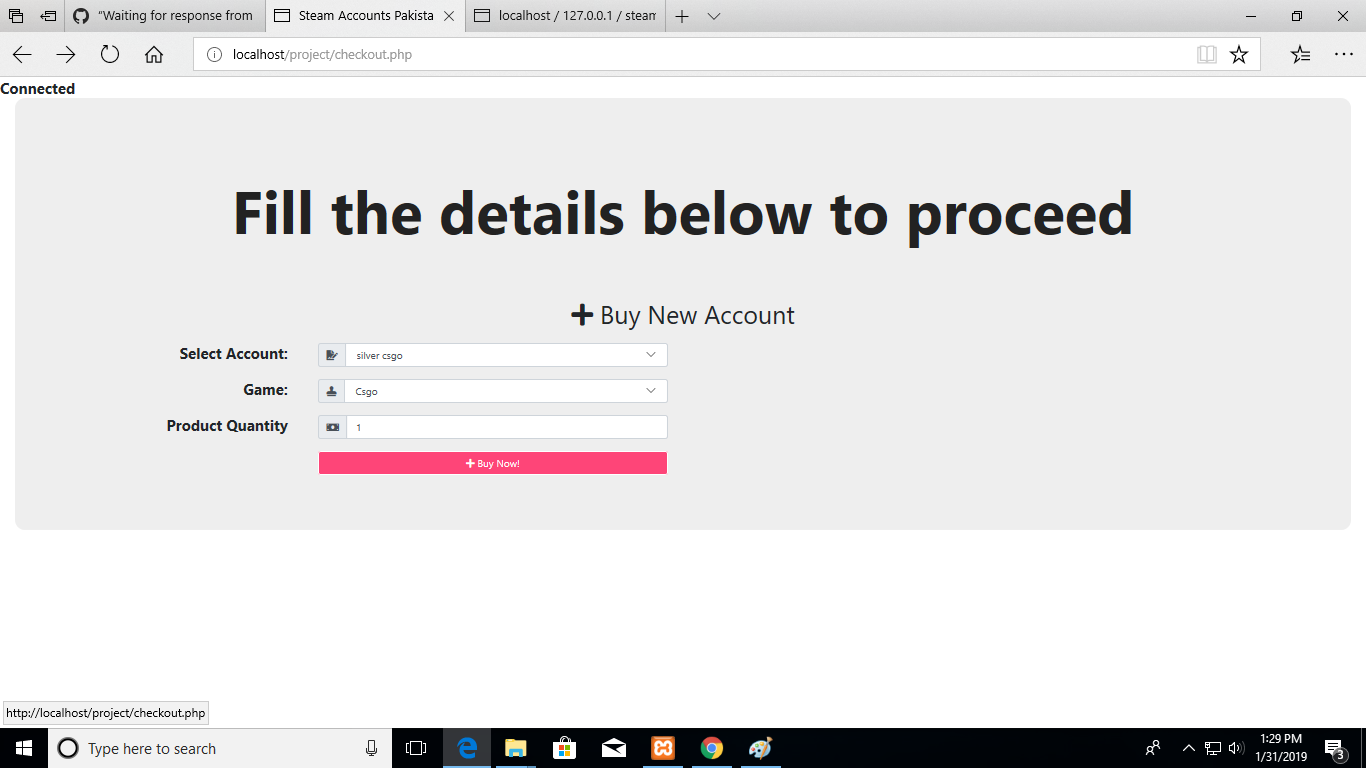 "Waiting for response from
Steam Accounts Pakista
localhost / 127.0.0.1 / steam
localhost/project/checkout.php
Connected
Fill the details below to proceed
Buy New Account
Select Account:
silver csgo
Game:
Csgo
Product Quantity
1
Buy Now!
http://localhost/project/checkout.php
Type here to search
1:29 PM
1/31/2019
3